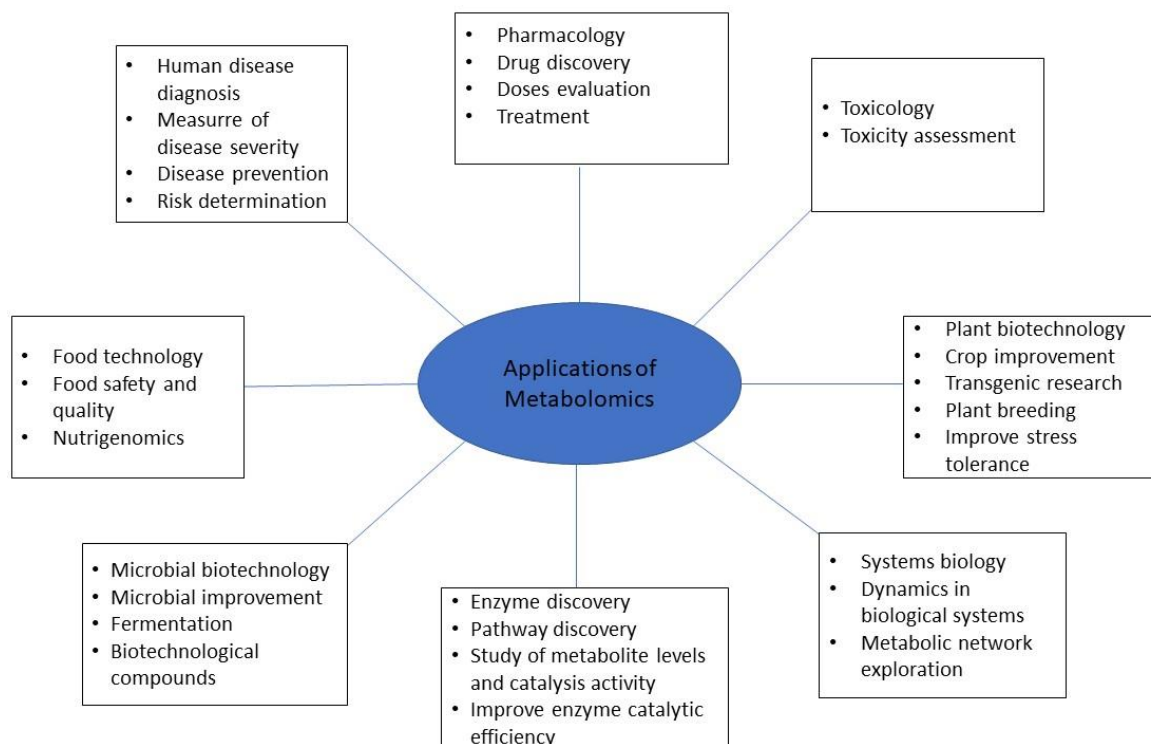 • Human disease
diagnosis
• Measurre of
disease severity
• Disease prevention
• Risk determination
• Pharmacology
• Drug discovery
• Doses evaluation
• Treatment
• Toxicology
• Toxicity assessment
• Food technology
• Food safety and
quality
• Nutrigenomics
Applications of
Metabolomics
• Plant biotechnology
• Crop improvement
• Transgenic research
• Plant breeding
• Improve stress
tolerance
• Microbial biotechnology
• Microbial improvement
• Fermentation
• Biotechnological
compounds
• Enzyme discovery
• Pathway discovery
• Study of metabolite levels
and catalysis activity
• Improve enzyme catalytic
efficiency
• Systems biology
• Dynamics in
biological systems
• Metabolic network
exploration